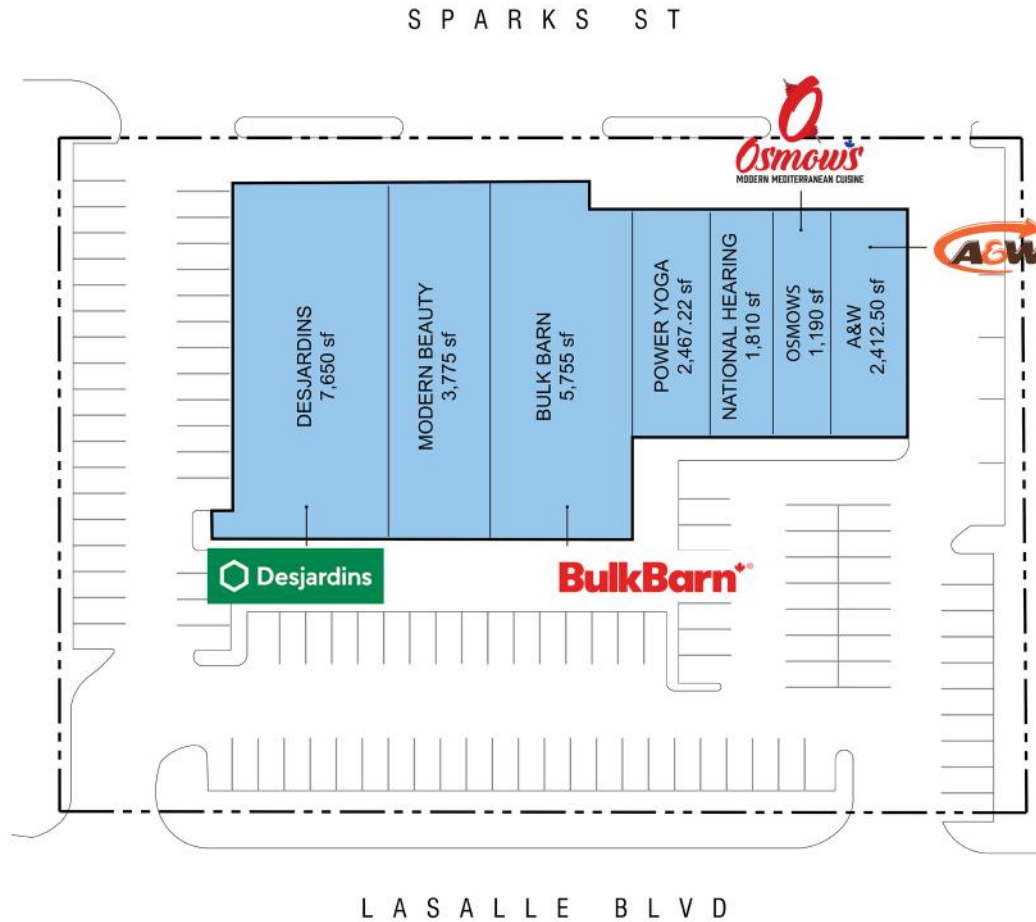 SPARKS ST
OSMOW'S
MODERN MEDITERRANEAN CUISINE
A&W
DESJARDINS
7,650 sf
MODERN BEAUTY
3,775 sf
BULK BARN
5,755 sf
POWER YOGA
2,467.22 sf
NATIONAL HEARING
1,810 sf
OSMOWS
1,190 sf
A&W
2,412.50 sf
Desjardins
BulkBarn®
LASALLE BLVD